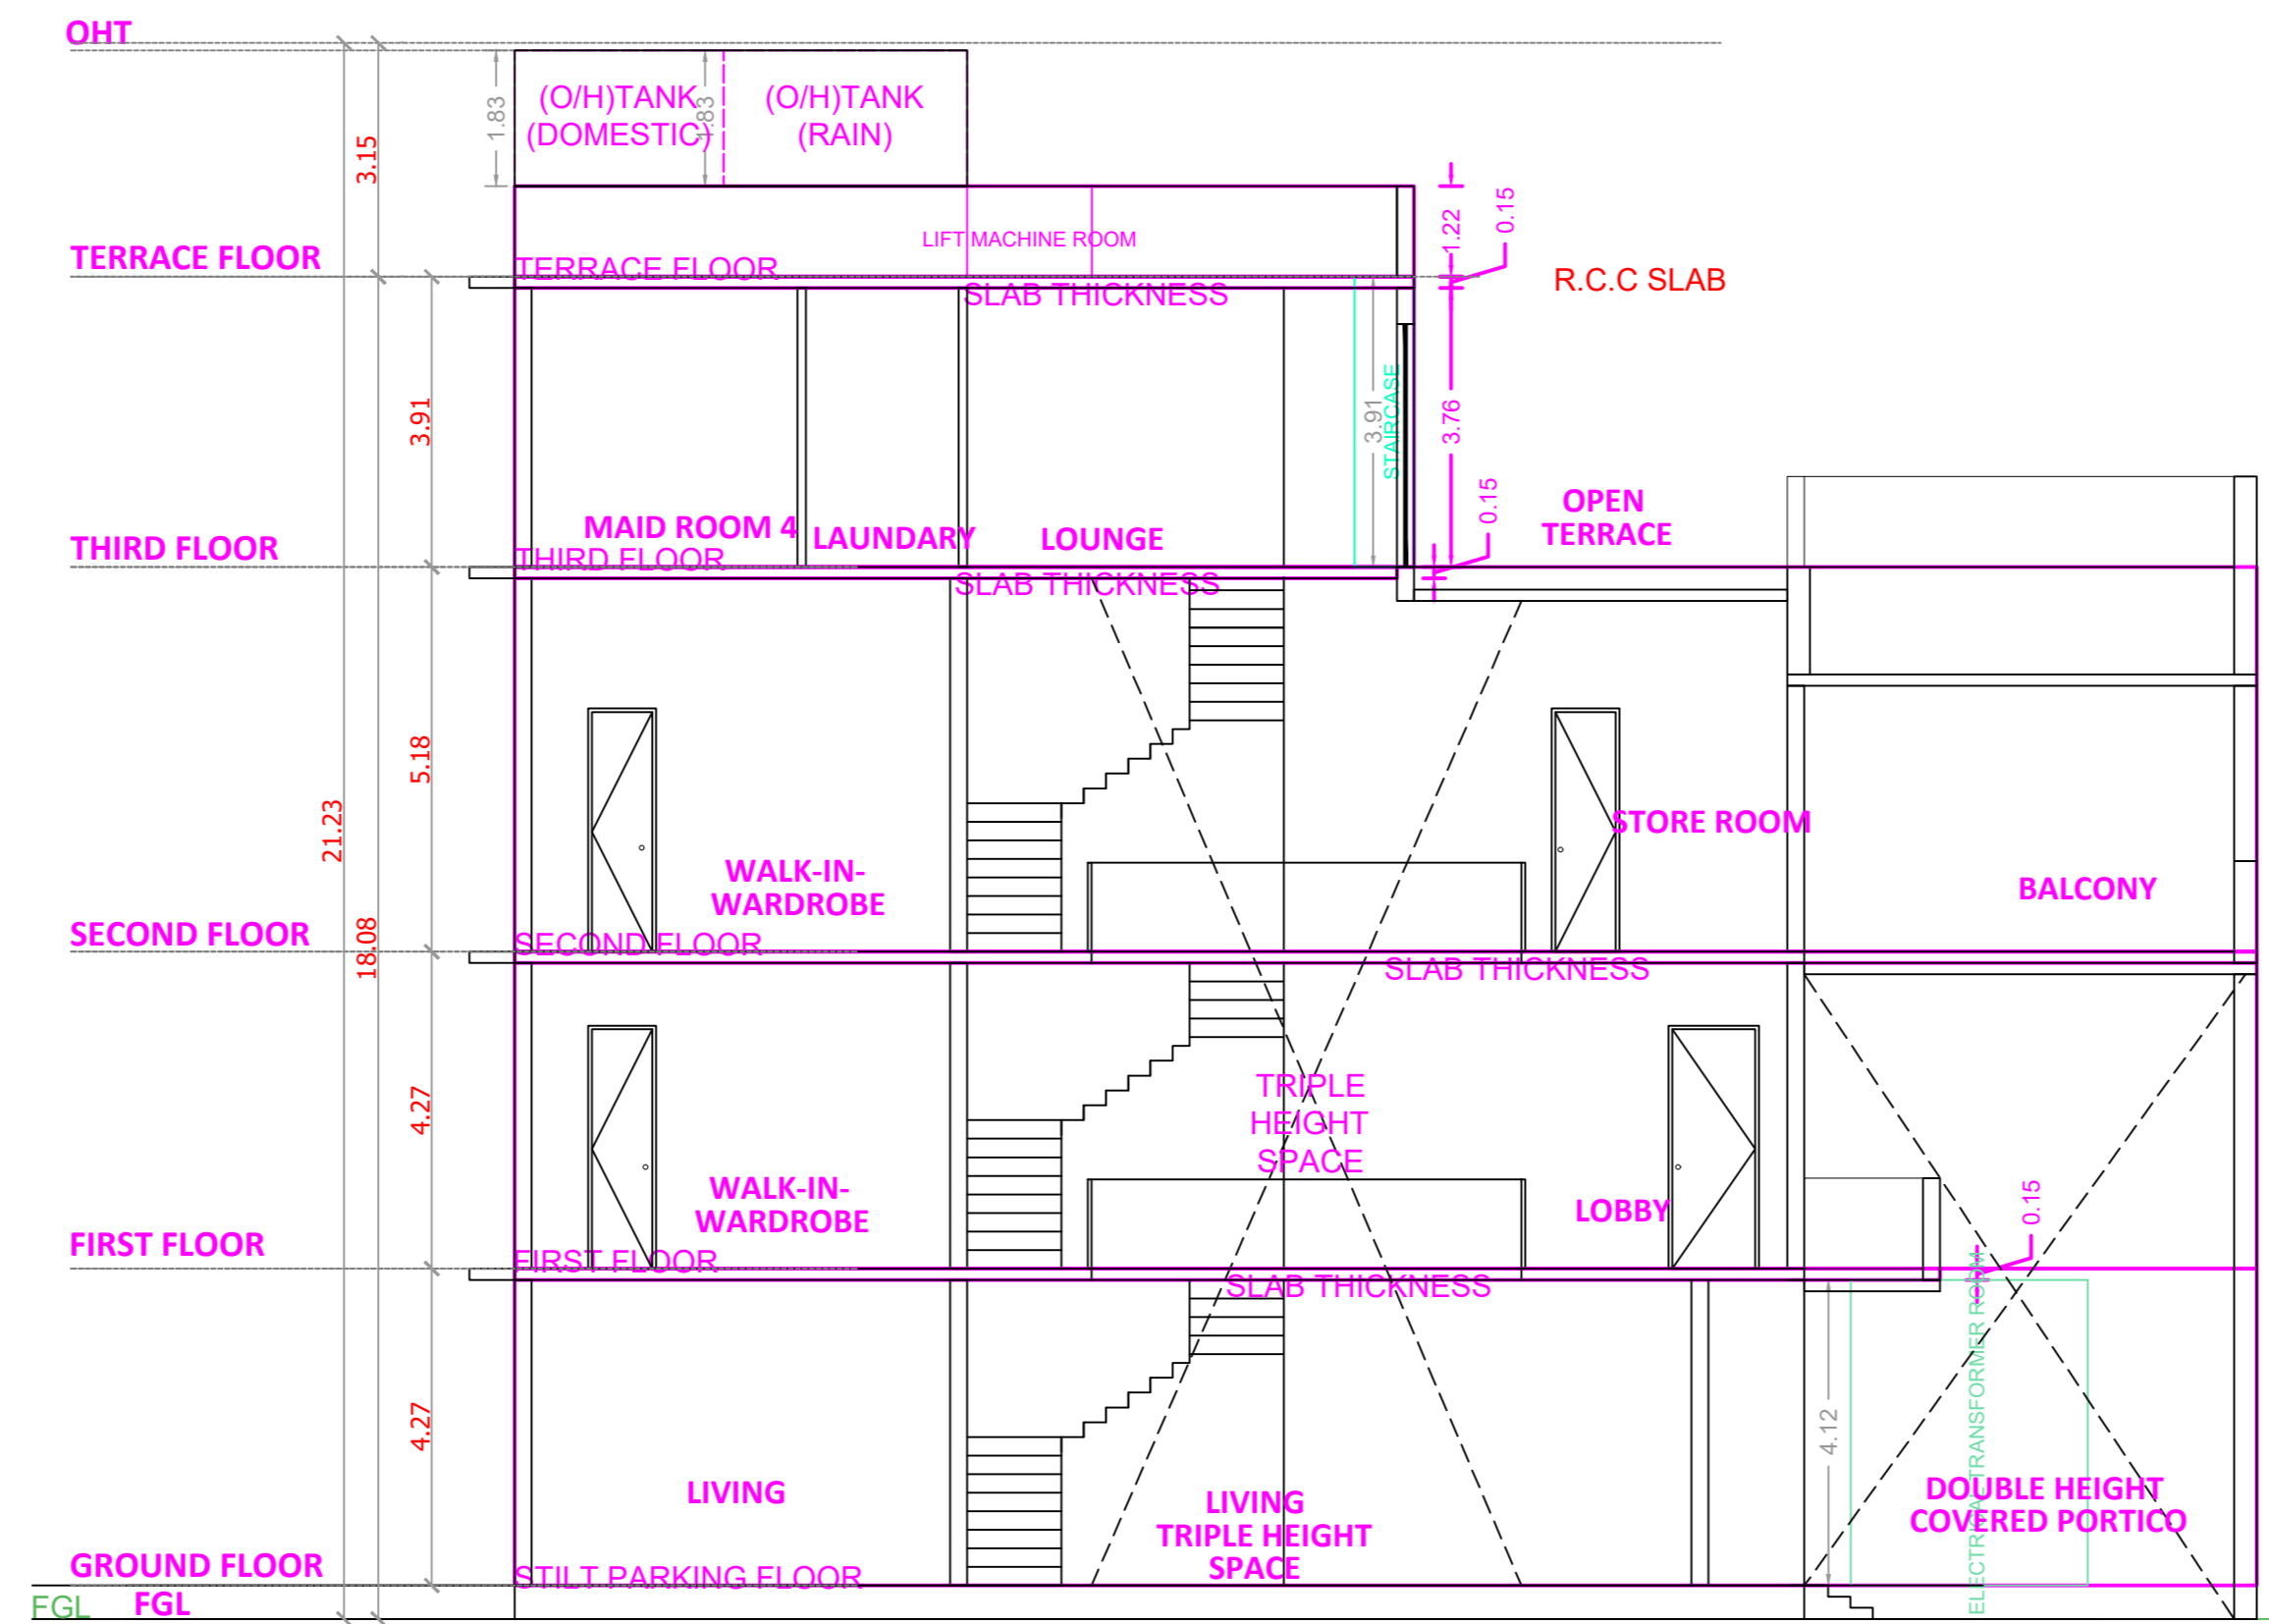 OHT
(O/H)TANK
(DOMESTIC)
(O/H)TANK
(RAIN)
1.83
1.83
3.15
1.22
0.15
LIFT MACHINE ROOM
TERRACE FLOOR
TERRACE FLOOR
SLAB THICKNESS
R.C.C SLAB
3.91
3.91
STAIRCASE
3.76
0.15
OPEN
TERRACE
MAID ROOM 4
LAUNDARY
LOUNGE
THIRD FLOOR
THIRD FLOOR
SLAB THICKNESS
5.18
21.23
18.08
STORE ROOM
WALK-IN-
WARDROBE
BALCONY
SECOND FLOOR
SECOND FLOOR
SLAB THICKNESS
4.27
TRIPLE
HEIGHT
SPACE
WALK-IN-
WARDROBE
LOBBY
0.15
FIRST FLOOR
FIRST FLOOR
SLAB THICKNESS
4.27
4.12
ELECTRICAL TRANSFORMER ROOM
LIVING
LIVING
TRIPLE HEIGHT
SPACE
DOUBLE HEIGHT
COVERED PORTICO
GROUND FLOOR
STILT PARKING FLOOR
FGL
FGL